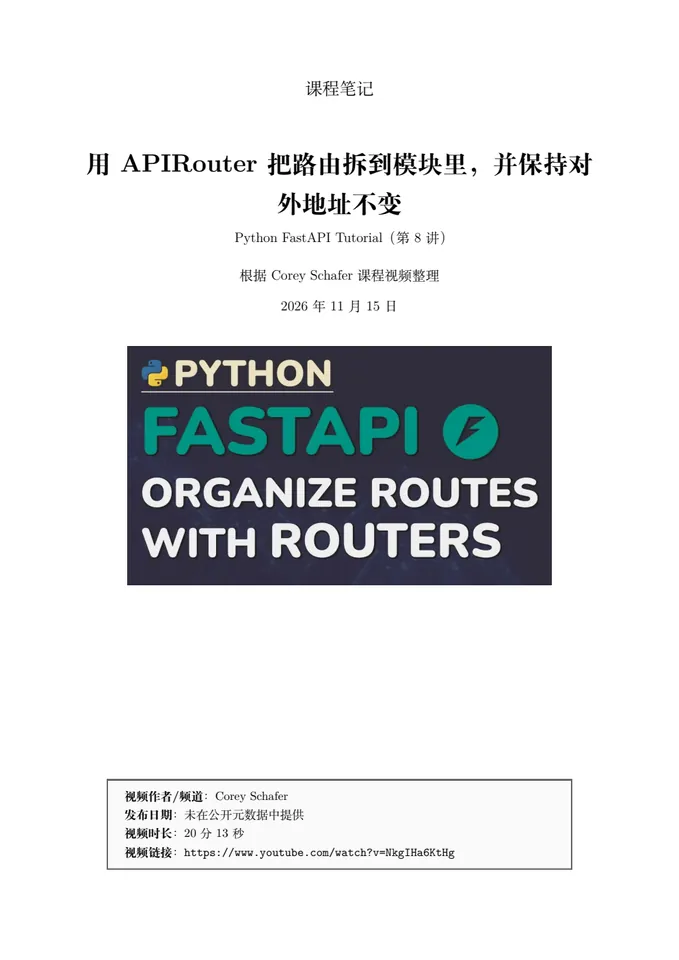 课程笔记
用 APIRouter 把路由拆到模块里，并保持对
外地址不变
Python FastAPI Tutorial（第 8 讲）
根据 Corey Schafer 课程视频整理
2026 年 11 月 15 日
PYTHON
FASTAPI
ORGANIZE ROUTES
WITH ROUTERS
视频作者/频道：Corey Schafer
发布日期：未在公开元数据中提供
视频时长：20 分 13 秒
视频链接：https://www.youtube.com/watch?v=NkgIHa6KtHg